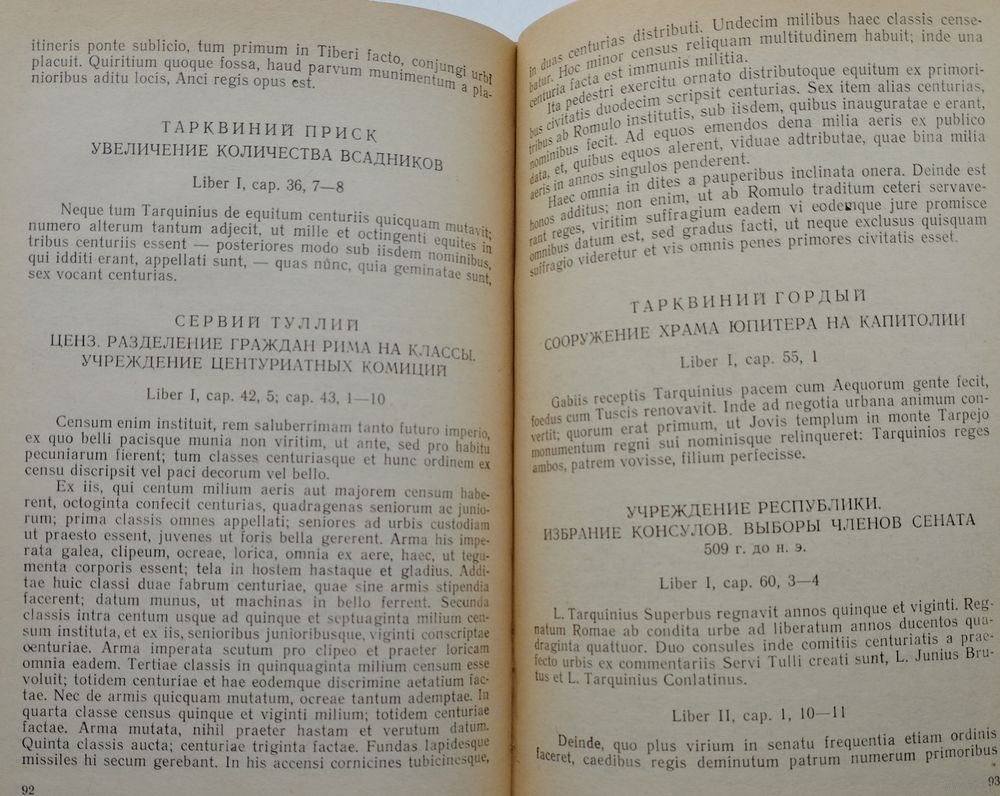 itineris ponte sublicio, tum primum in Tiberi facto, conjungi urbi
placuit. Quiritium quoque fossa, haud parvum munimentum a pla-
nioribus aditu locis, Anci regis opus est.
ТАРКВИНИЙ ПРИСК
УВЕЛИЧЕНИЕ КОЛИЧЕСТВА ВСАДНИКОВ
Liber I, cap. 36, 7—8
Neque tum Tarquinius de equitum centuriis quicquam mutavit;
numero alterum tantum adjecit, ut mille et octingenti equites in
tribus centuriis essent — posteriores modo sub iisdem nominibus,
qui idditi erant, appellati sunt, — quas nunc, quia geminatae sunt,
sex vocant centurias.
СЕРВИЙ ТУЛЛИЙ
ЦЕНЗ. РАЗДЕЛЕНИЕ ГРАЖДАН РИМА НА КЛАССЫ.
УЧРЕЖДЕНИЕ ЦЕНТУРИАТНЫХ КОМИЦИЙ
Liber I, cap. 42, 5; cap. 43, 1—10
Censum enim instituit, rem saluberrimam tanto futuro imperio,
ex quo belli pacisque munia non viritim, ut ante, sed pro habitu
pecuniarum fierent; tum classes centuriasque et hunc ordinem ex
censu discripsit vel paci decorum vel bello.
Ex iis, qui centum milium aeris aut majorem censum habe-
rent, octoginta confecit centurias, quadragenas seniorum ac junio-
rum; prima classis omnes appellati; seniores ad urbis custodiam
ut praesto essent, juvenes ut foris bella gererent. Arma his impe-
rata galea, clipeum, ocreae, lorica, omnia ex aere, haec, ut tegu-
menta corporis essent; tela in hostem hastaque et gladius. Addi-
tae huic classi duae fabrum centuriae, quae sine armis stipendia
facerent; datum munus, ut machinas in bello ferrent. Secunda
classis intra centum usque ad quinque et septuaginta milium cen-
sum instituta, et ex iis, senioribus junioribusque, viginti conscriptae
centuriae. Arma imperata scutum pro clipeo et praeter loricam
omnia eadem. Tertiae classis in quinquaginta milium censum esse
voluit; totidem centuriae et hae eodemque discrimine aetatium fac-
tae. Nec de armis quicquam mutatum, ocreae tantum ademptae. In
quarta classe census quinque et viginti milium; totidem centuriae
factae. Arma mutata, nihil praeter hastam et verutum datum.
Quinta classis aucta; centuriae triginta factae. Fundas lapidesque
missiles hi secum gerebant. In his accensi cornicines tubicinesque,
92
in duas centurias distributi. Undecim milibus haec classis cense-
batur. Hoc minor census reliquam multitudinem habuit; inde una
centuria facta est immunis militia.
Ita pedestri exercitu ornato distributoque equitum ex primori-
bus civitatis duodecim scripsit centurias. Sex item alias centurias,
tribus ab Romulo institutis, sub iisdem, quibus inauguratae e erant,
nominibus fecit. Ad equos emendos dena milia aeris ex publico
data, et, quibus equos alerent, viduae adtributae, quae bina milia
aeris in annos singulos penderent.
Haec omnia in dites a pauperibus inclinata onera. Deinde est
honos additus; non enim, ut ab Romulo traditum ceteri servave-
rant reges, viritim suffragium eadem vi eodemque jure promisce
omnibus datum est, sed gradus facti, ut neque exclusus quisquam
suffragio videretur et vis omnis penes primores civitatis esset.
ТАРКВИНИЙ ГОРДЫЙ
СООРУЖЕНИЕ ХРАМА ЮПИТЕРА НА КАПИТОЛИИ
Liber I, cap. 55, 1
Gabiis receptis Tarquinius pacem cum Aequorum gente fecit,
foedus cum Tuscis renovavit. Inde ad negotia urbana animum con-
vertit; quorum erat primum, ut Jovis templum in monte Tarpejo
monumentum regni sui nominisque relinqueret: Tarquinios reges
ambos, patrem vovisse, filium perfecisse.
УЧРЕЖДЕНИЕ РЕСПУБЛИКИ.
ИЗБРАНИЕ КОНСУЛОВ. ВЫБОРЫ ЧЛЕНОВ СЕНАТА
509 г. до н. э.
Liber I, cap. 60, 3—4
L. Tarquinius Superbus regnavit annos quinque et viginti. Reg-
natum Romae ab condita urbe ad liberatum annos ducentos qua-
draginta quattuor. Duo consules inde comitiis centuriatis a prae-
fecto urbis ex commentariis Servi Tulli creati sunt, L. Junius Bru-
tus et L. Tarquinius Conlatinus.
Liber II, cap. 1, 10—11
Deinde, quo plus virium in senatu frequentia etiam ordinis
faceret, caedibus regis deminutum patrum numerum primoribus
93